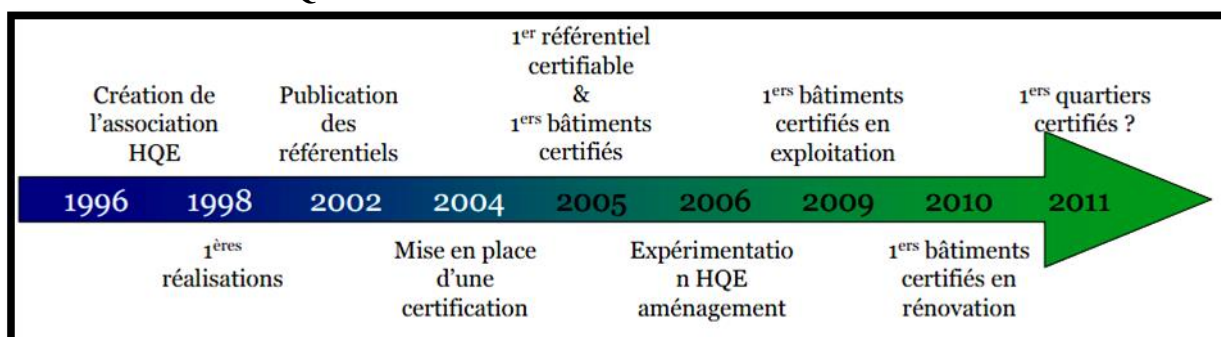 Création de
l’association
HQE
Publication
des
référentiels
1er référentiel
certifiable
&
1ers bâtiments
certifiés
1ers bâtiments
certifiés en
exploitation
1ers quartiers
certifiés ?
1996 1998 2002 2004 2005 2006 2009 2010 2011
1ères
réalisations
Mise en place
d’une
certification
Expérimentatio
n HQE
aménagement
1ers bâtiments
certifiés en
rénovation